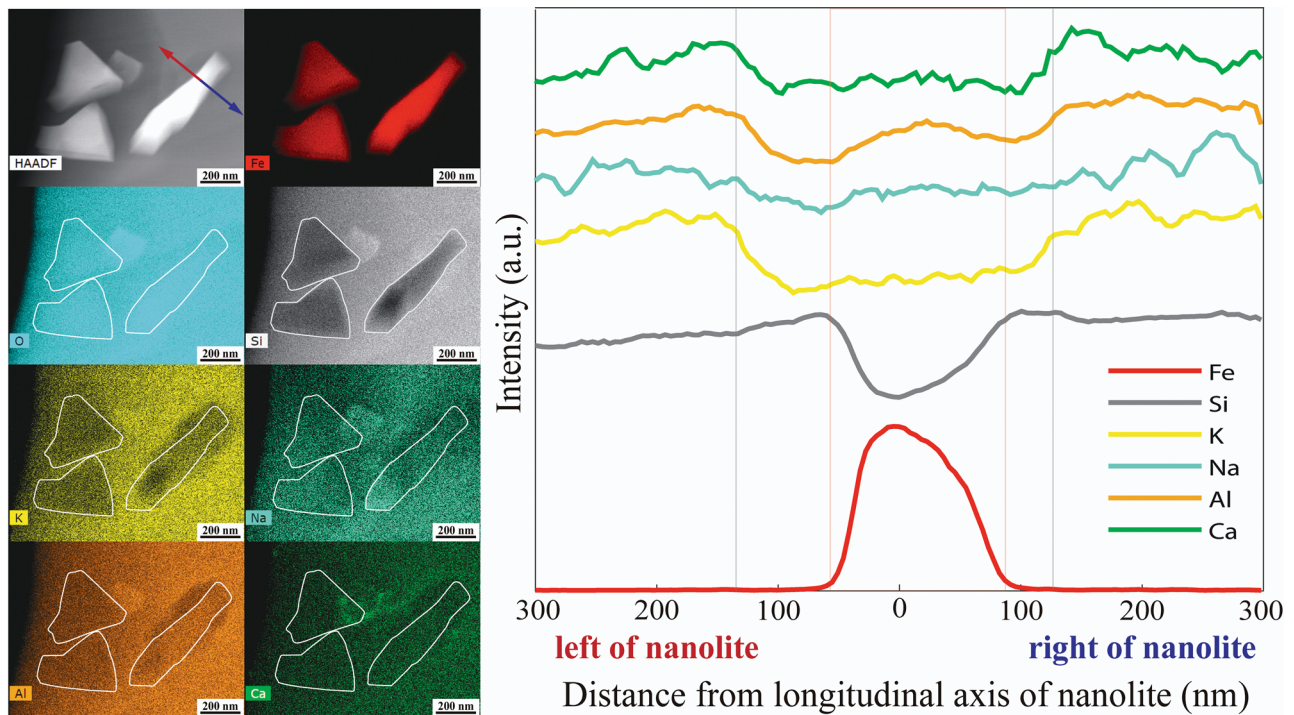 HAADF
200 nm
Fe
200 nm
O
200 nm
Si
200 nm
K
200 nm
Na
200 nm
Al
200 nm
Ca
200 nm
Intensity (a.u.)
Fe
Si
K
Na
Al
Ca
300 200 100 0 100 200 300
left of nanolite right of nanolite
Distance from longitudinal axis of nanolite (nm)